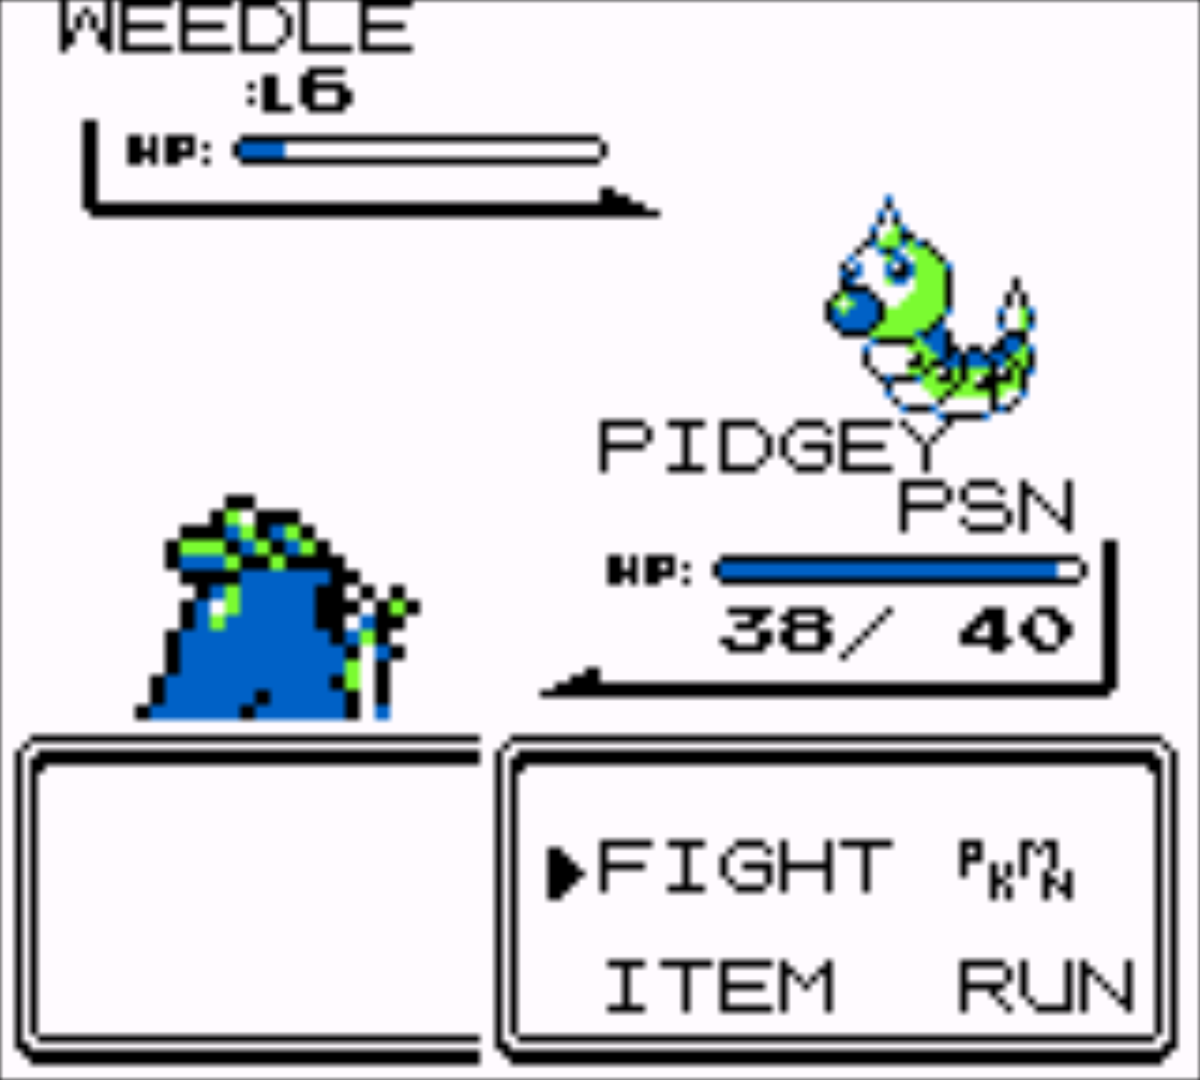 WEEDLE
:L6
HP:
PIDGEY
PSN
HP:
38/ 40
FIGHT PKMN
ITEM RUN